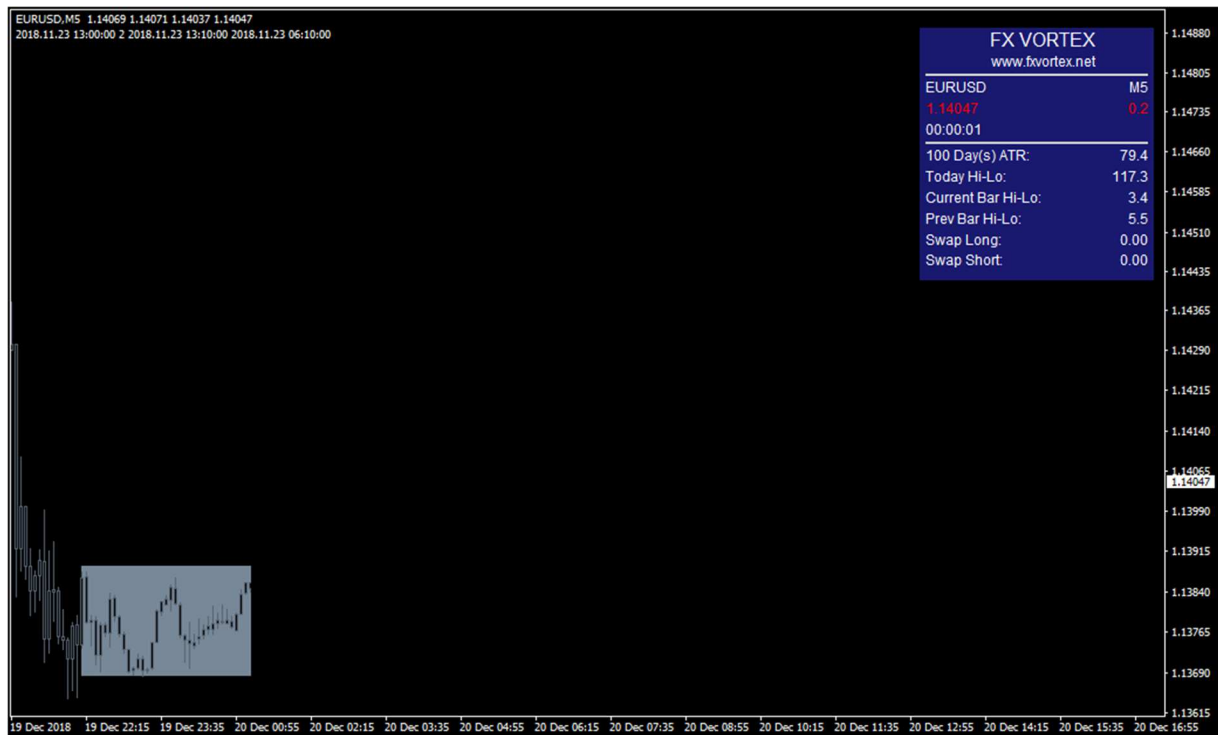 EURUSD,M5 1.14069 1.14071 1.14037 1.14047
2018.11.23 13:00:00 2 2018.11.23 13:10:00 2018.11.23 06:10:00
FX VORTEX
www.fxvortex.net
EURUSD M5
1.14047 0.2
00:00:01
100 Day(s) ATR: 79.4
Today Hi-Lo: 117.3
Current Bar Hi-Lo: 3.4
Prev Bar Hi-Lo: 5.5
Swap Long: 0.00
Swap Short: 0.00
1.14880
1.14805
1.14735
1.14660
1.14585
1.14510
1.14435
1.14365
1.14290
1.14215
1.14140
1.14065
1.14047
1.13990
1.13915
1.13840
1.13765
1.13690
1.13615
19 Dec 2018 19 Dec 22:15 19 Dec 23:35 20 Dec 00:55 20 Dec 02:15 20 Dec 03:35 20 Dec 04:55 20 Dec 06:15 20 Dec 07:35 20 Dec 08:55 20 Dec 10:15 20 Dec 11:35 20 Dec 12:55 20 Dec 14:15 20 Dec 15:35 20 Dec 16:55